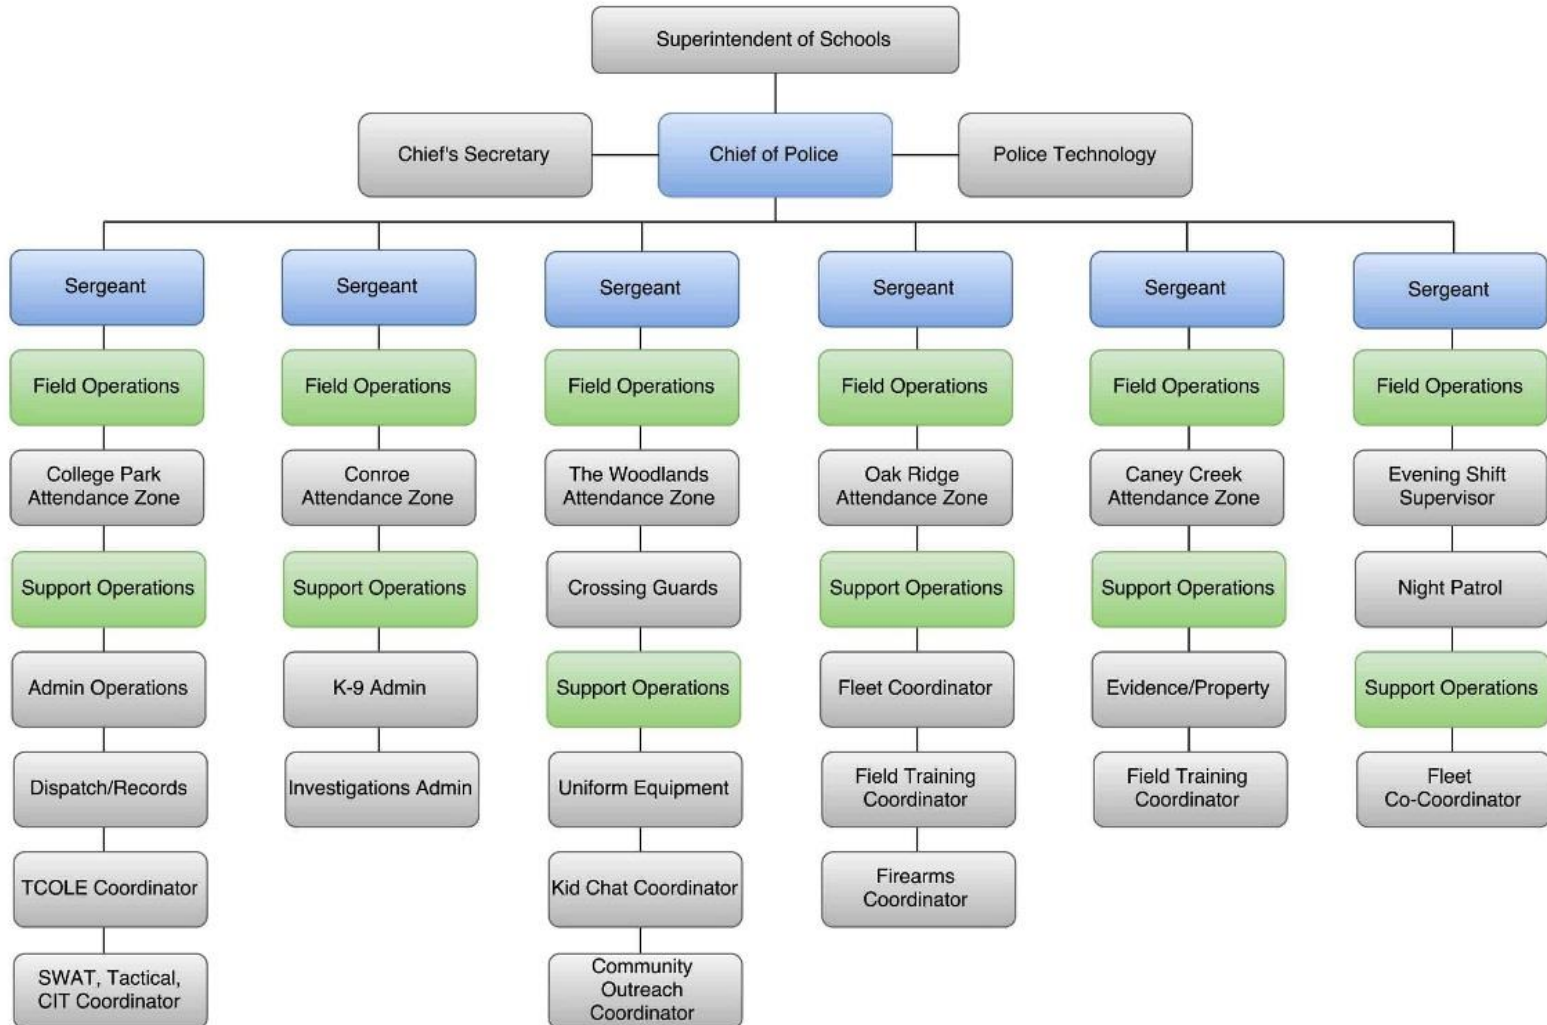 Superintendent of Schools
Chief's Secretary
Chief of Police
Police Technology
Sergeant
Sergeant
Sergeant
Sergeant
Sergeant
Sergeant
Field Operations
Field Operations
Field Operations
Field Operations
Field Operations
Field Operations
College Park
Attendance Zone
Conroe
Attendance Zone
The Woodlands
Attendance Zone
Oak Ridge
Attendance Zone
Caney Creek
Attendance Zone
Evening Shift
Supervisor
Support Operations
Support Operations
Crossing Guards
Support Operations
Support Operations
Night Patrol
Admin Operations
K-9 Admin
Support Operations
Fleet Coordinator
Evidence/Property
Support Operations
Dispatch/Records
Investigations Admin
Uniform Equipment
Field Training
Coordinator
Field Training
Coordinator
Fleet
Co-Coordinator
TCOLE Coordinator
Kid Chat Coordinator
Firearms
Coordinator
SWAT, Tactical,
CIT Coordinator
Community
Outreach
Coordinator